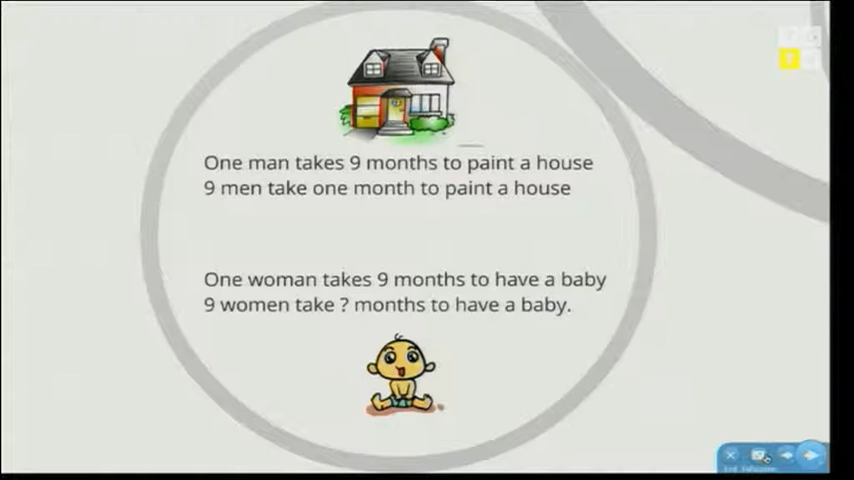 One man takes 9 months to paint a house
9 men take one month to paint a house
One woman takes 9 months to have a baby
9 women take ? months to have a baby.